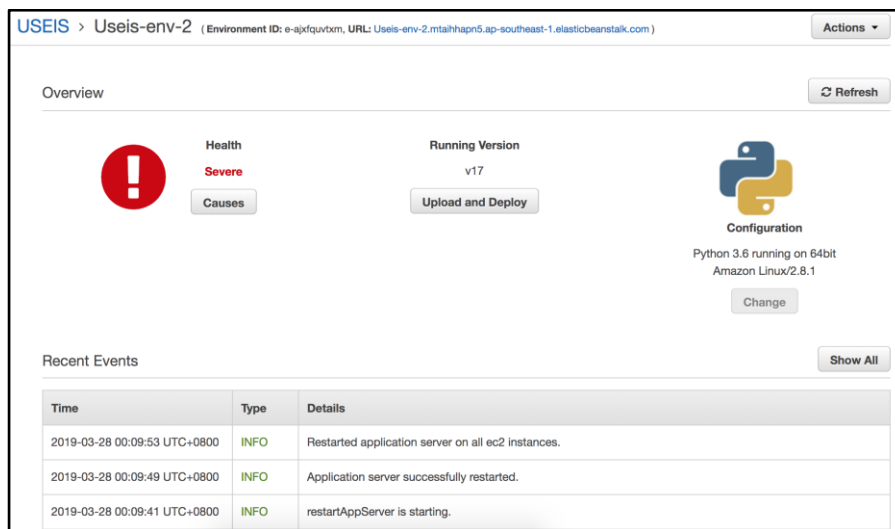 USEIS > Useis-env-2 ( Environment ID: e-ajxfquvtxm, URL: Useis-env-2.mtaihhapn5.ap-southeast-1.elasticbeanstalk.com )
Actions
Overview
Refresh
Health
Severe
Causes
Running Version
v17
Upload and Deploy
Configuration
Python 3.6 running on 64bit
Amazon Linux/2.8.1
Change
Recent Events
Show All
Time Type Details
2019-03-28 00:09:53 UTC+0800 INFO Restarted application server on all ec2 instances.
2019-03-28 00:09:49 UTC+0800 INFO Application server successfully restarted.
2019-03-28 00:09:41 UTC+0800 INFO restartAppServer is starting.